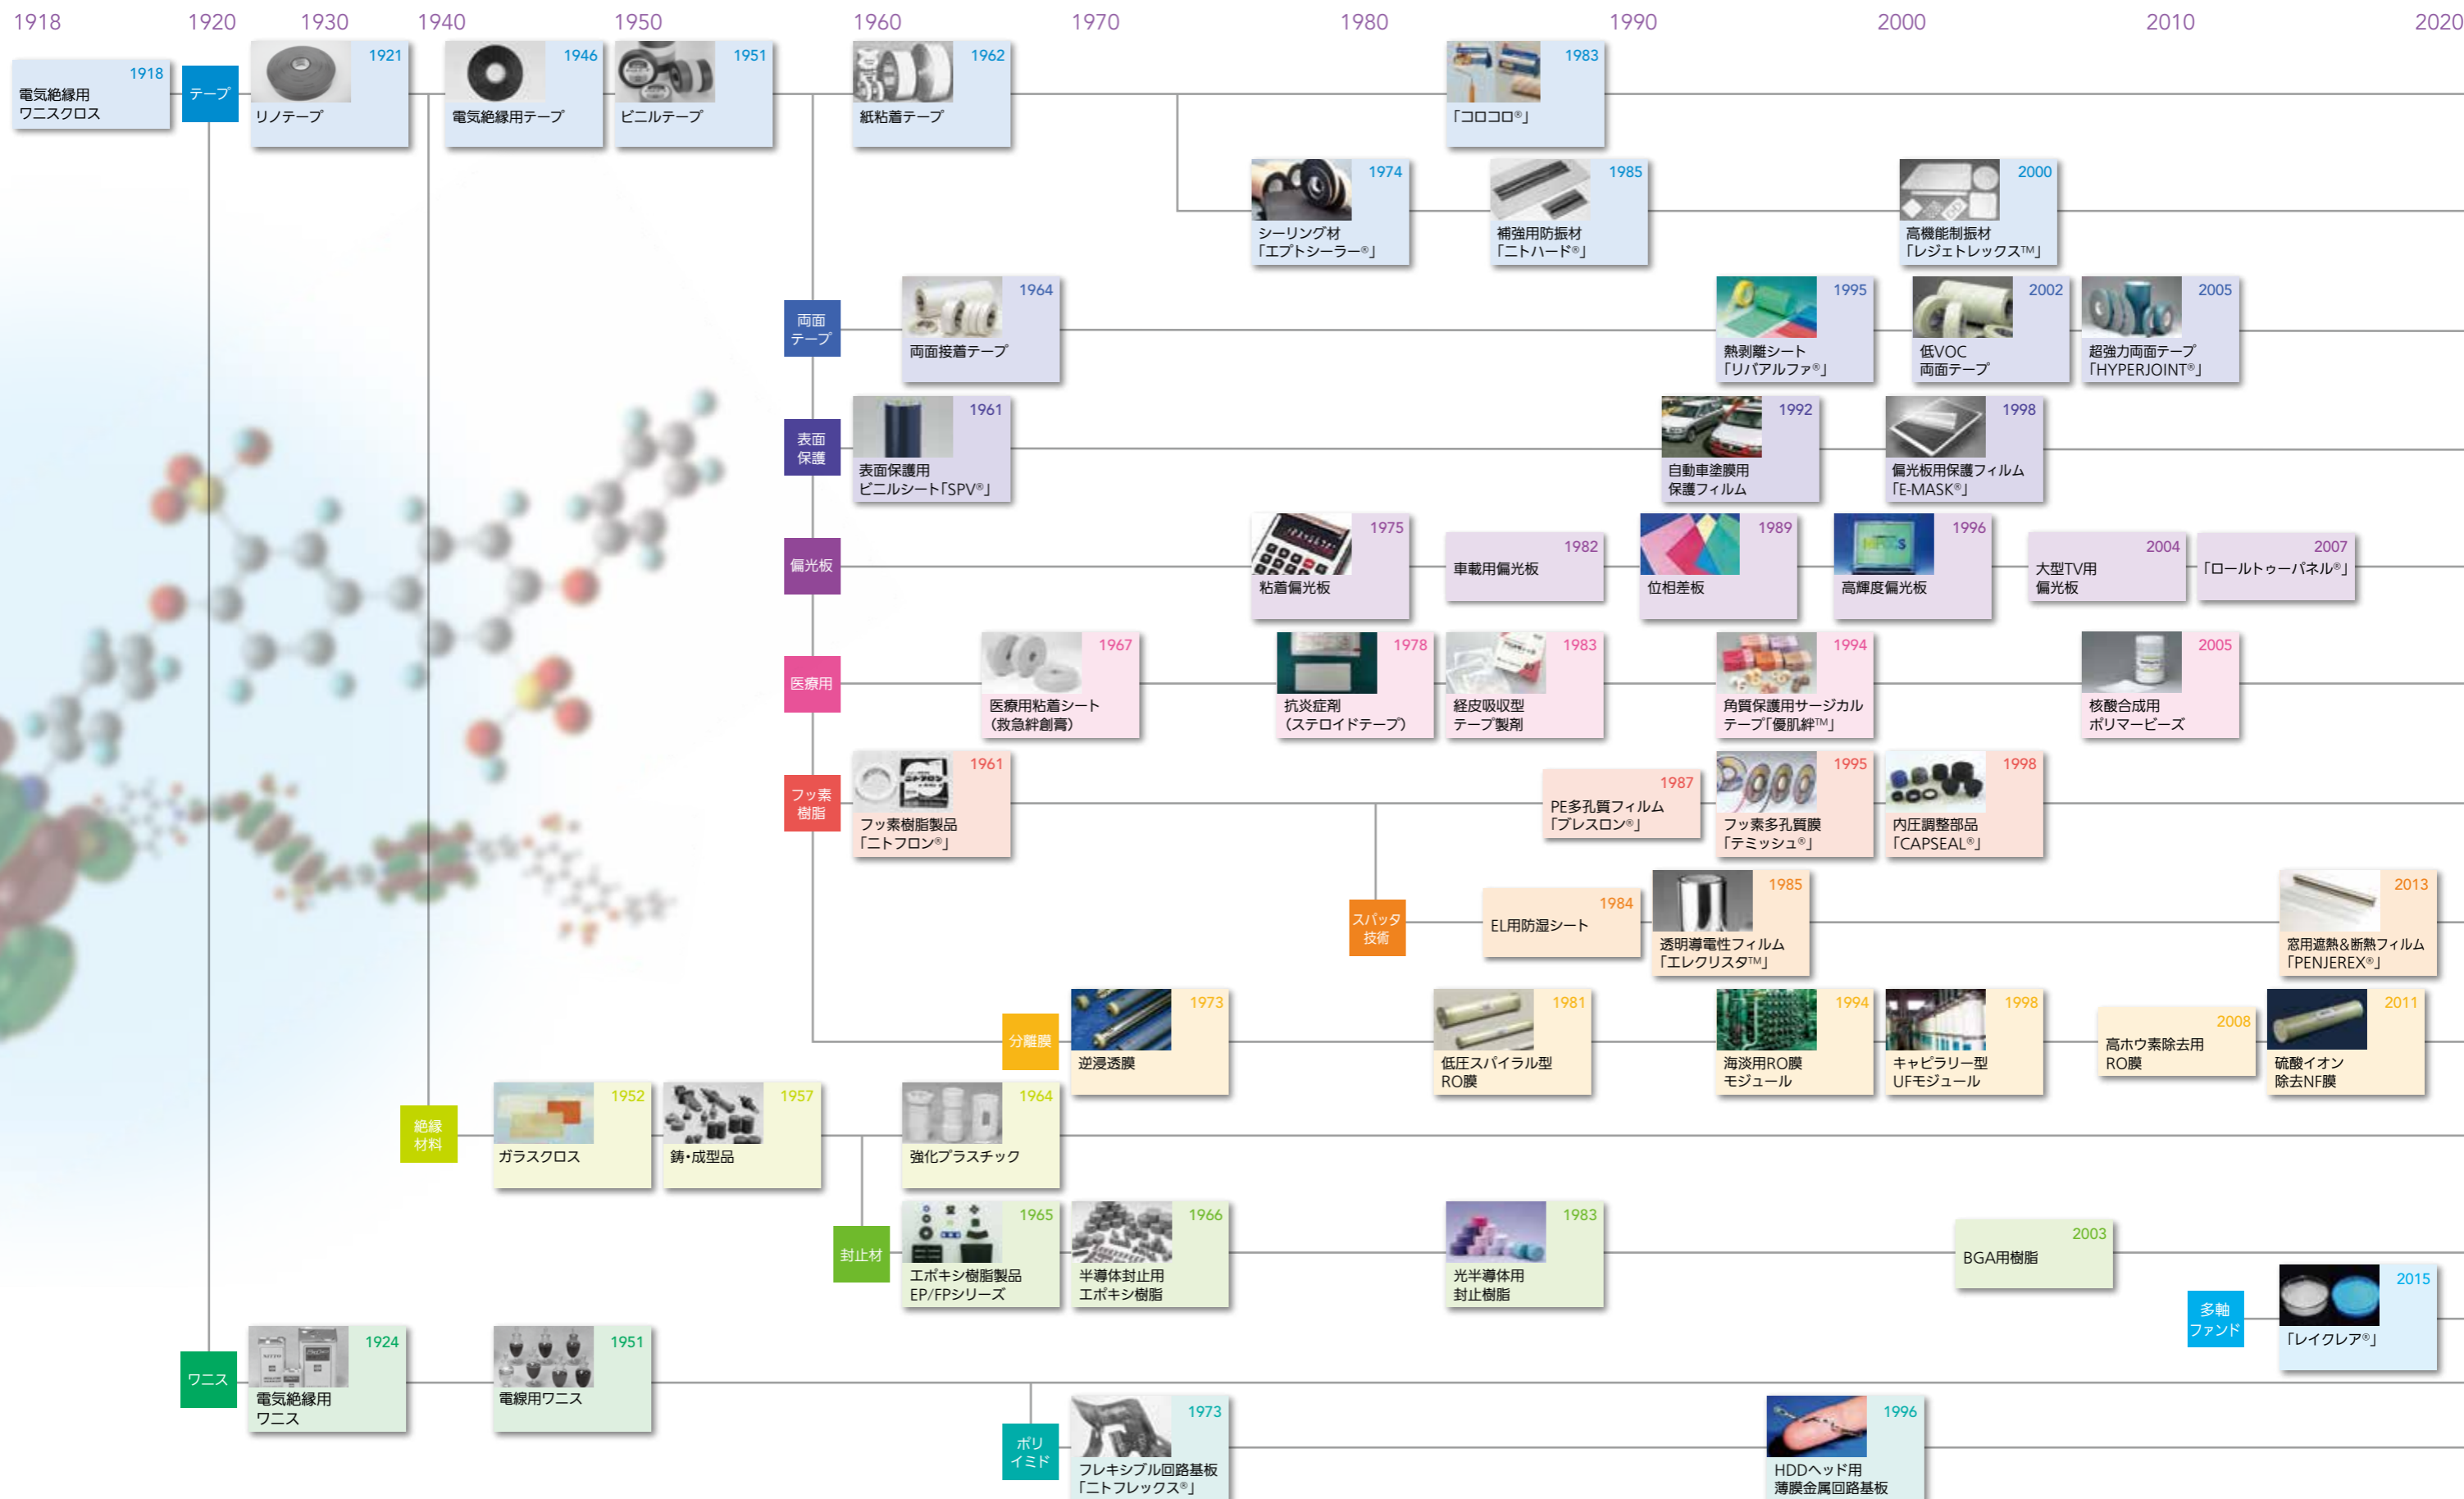 1918 1920 1930 1940 1950 1960 1970 1980 1990 2000 2010 2020
1918
電気絶縁用
ワニスクロス
テープ
1921
リノテープ
1946
電気絶縁用テープ
1951
ビニルテープ
1962
紙粘着テープ
1983
「コロコロ®」
1974
シーリング材
「エプトシーラー®」
1985
補強用防振材
「ニトハード®」
2000
高機能制振材
「レジェトレックス™」
両面
テープ
1964
両面接着テープ
1995
熱剥離シート
「リバアルファ®」
2002
低VOC
両面テープ
2005
超強力両面テープ
「HYPERJOINT®」
表面
保護
1961
表面保護用
ビニルシート「SPV®」
1992
自動車塗膜用
保護フィルム
1998
偏光板用保護フィルム
「E-MASK®」
偏光板
1975
粘着偏光板
1982
車載用偏光板
1989
位相差板
1996
高輝度偏光板
2004
大型TV用
偏光板
2007
「ロールトゥーパネル®」
医療用
1967
医療用粘着シート
（救急絆創膏）
1978
抗炎症剤
（ステロイドテープ）
1983
経皮吸収型
テープ製剤
1994
角質保護用サージカル
テープ「優肌絆™」
2005
核酸合成用
ポリマービーズ
フッ素
樹脂
1961
ニトフロン
フッ素樹脂製品
「ニトフロン®」
1987
PE多孔質フィルム
「ブレスロン®」
1995
フッ素多孔質膜
「テミッシュ®」
1998
内圧調整部品
「CAPSEAL®」
スパッタ
技術
1984
EL用防湿シート
1985
透明導電性フィルム
「エレクリスタ™」
2013
窓用遮熱&断熱フィルム
「PENJEREX®」
分離膜
1973
逆浸透膜
1981
低圧スパイラル型
RO膜
1994
海淡用RO膜
モジュール
1998
キャピラリー型
UFモジュール
2008
高ホウ素除去用
RO膜
2011
硫酸イオン
除去NF膜
絶縁
材料
1952
ガラスクロス
1957
鋳・成型品
1964
強化プラスチック
封止材
1965
エポキシ樹脂製品
EP/FPシリーズ
1966
半導体封止用
エポキシ樹脂
1983
光半導体用
封止樹脂
2003
BGA用樹脂
多軸
ファンド
2015
「レイクレア®」
ワニス
1924
電気絶縁用
ワニス
1951
電線用ワニス
ポリ
イミド
1973
フレキシブル回路基板
「ニトフレックス®」
1996
HDDヘッド用
薄膜金属回路基板